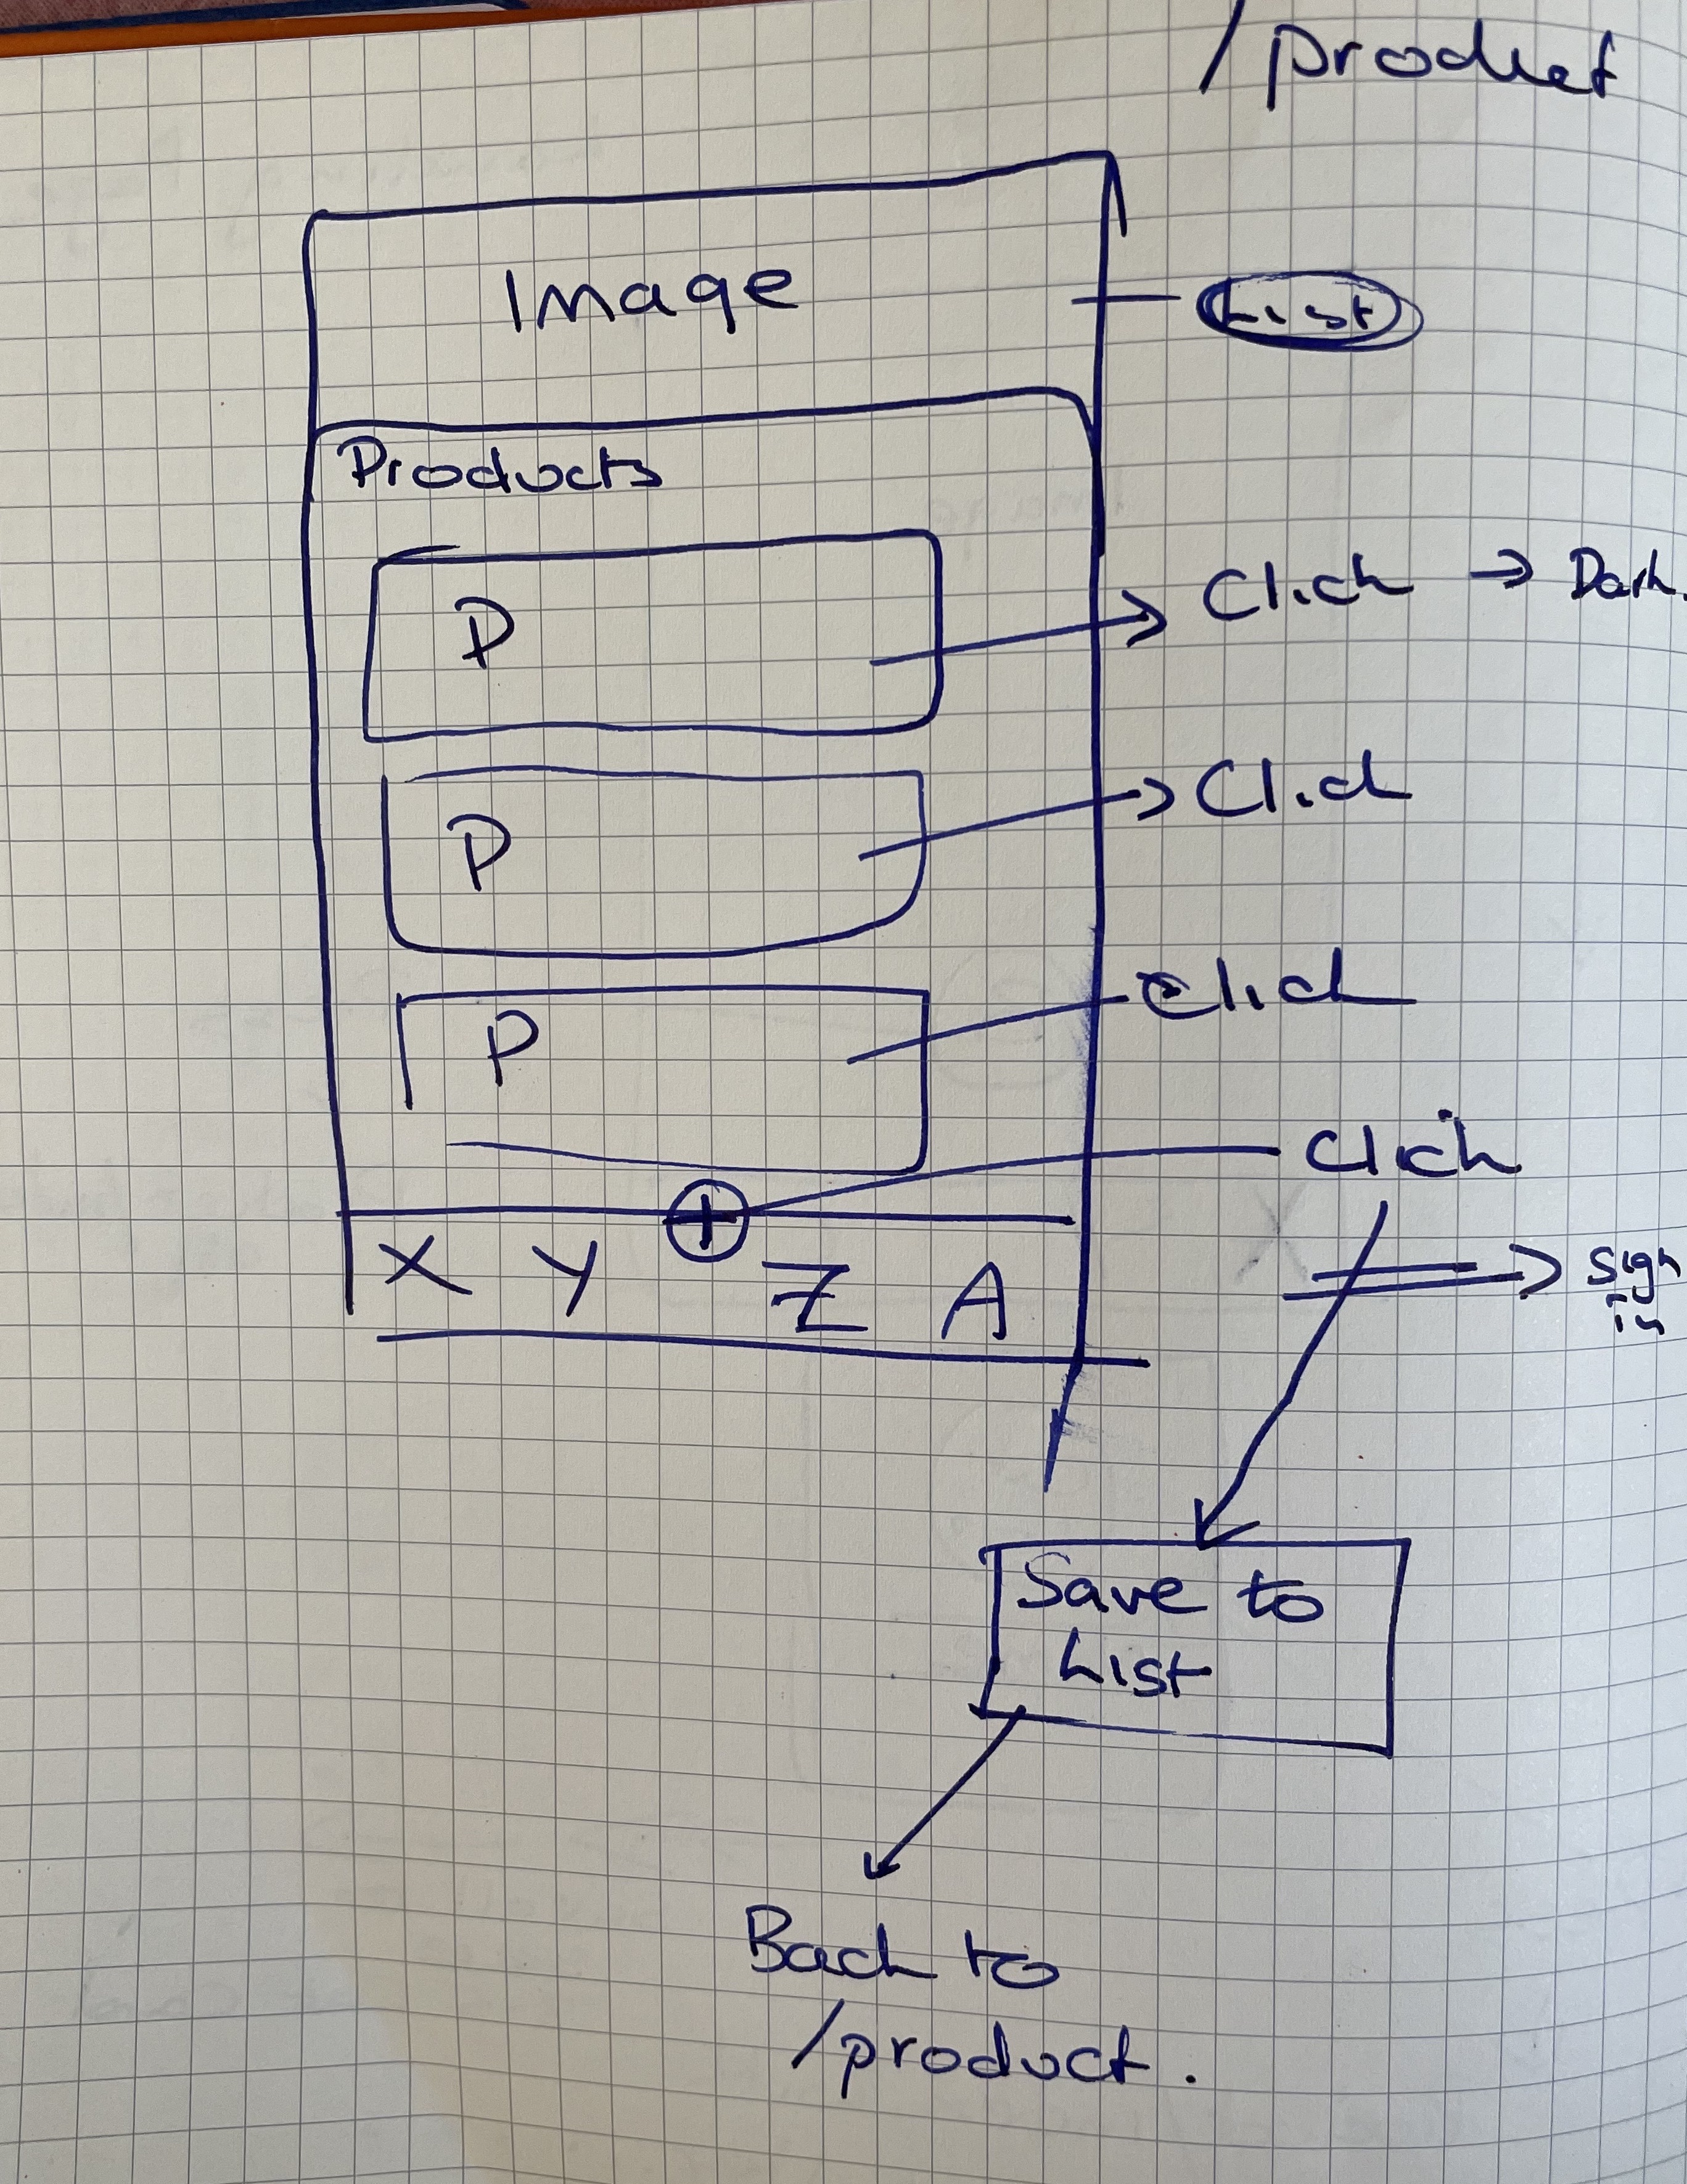 /product
Image
List
Products
P
Click → Dark.
P
Click
P
Click
Click
X Y + Z A
Sign
in
Save to
List
Back to
/product.